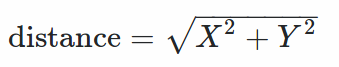 distance = √(X² + Y²)